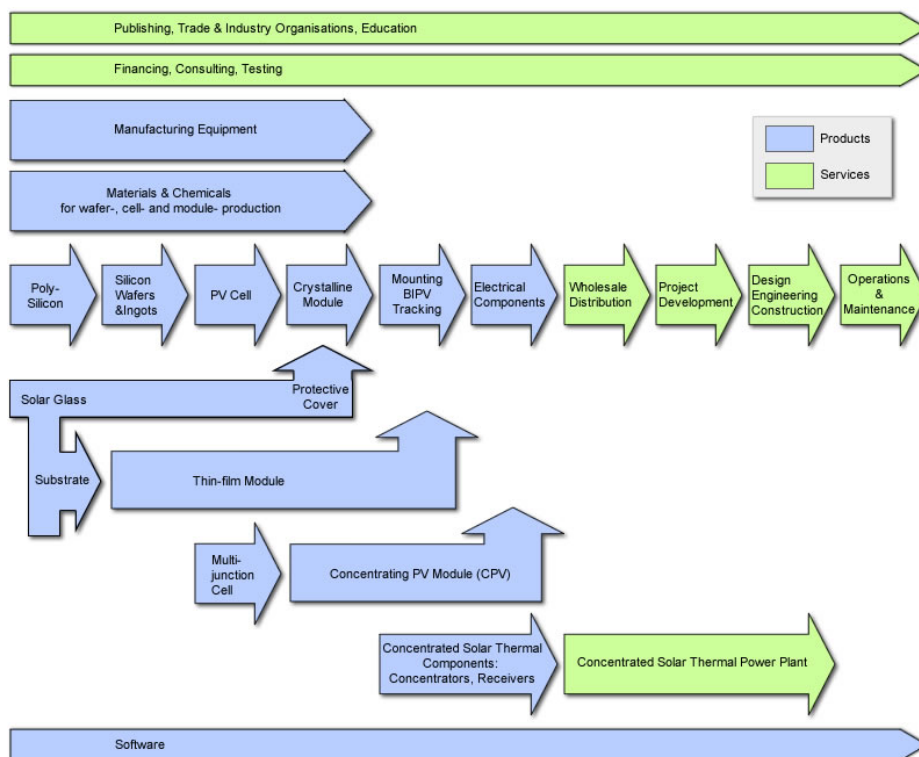 Publishing, Trade & Industry Organisations, Education
Financing, Consulting, Testing
Manufacturing Equipment
Products
Services
Materials & Chemicals
for wafer-, cell- and module- production
Poly-
Silicon
Silicon
Wafers
&Ingots
PV Cell
Crystalline
Module
Mounting
BIPV
Tracking
Electrical
Components
Wholesale
Distribution
Project
Development
Design
Engineering
Construction
Operations
&
Maintenance
Solar Glass
Protective
Cover
Substrate
Thin-film Module
Multi-
junction
Cell
Concentrating PV Module (CPV)
Concentrated Solar Thermal
Components:
Concentrators, Receivers
Concentrated Solar Thermal Power Plant
Software